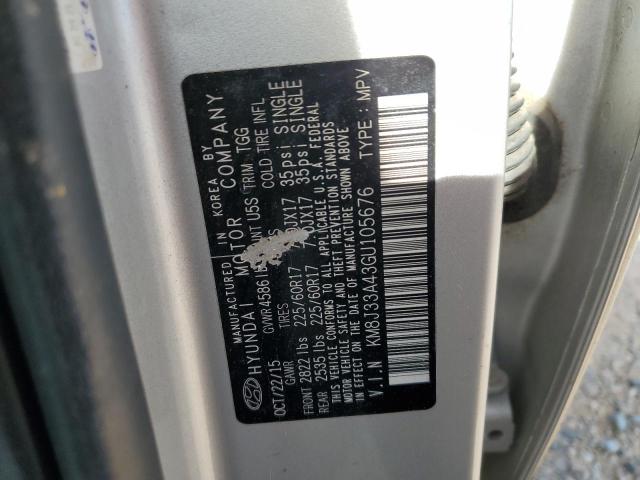 MANUFACTURED IN KOREA BY
HYUNDAI MOTOR COMPANY
OCT/22/15 GVWR 4586 U5S TRIM: TGG
GAWR TIRES COLD TIRE INFL
FRONT 2822 lbs 225/60R17 35psi SINGLE
REAR 2535 lbs 225/60R17 35psi SINGLE
THIS VEHICLE CONFORMS TO ALL APPLICABLE U.S.A. FEDERAL
MOTOR VEHICLE SAFETY, BUMPER, AND THEFT PREVENTION STANDARDS
IN EFFECT ON THE DATE OF MANUFACTURE SHOWN ABOVE.
V.I.N KM8J33A43GU105676 TYPE : MPV